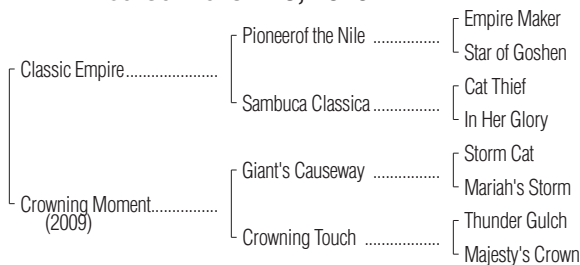 Empire Maker
Pioneerof the Nile ................
Star of Goshen
Classic Empire......................
Cat Thief
Sambuca Classica ................
In Her Glory
Storm Cat
Giant's Causeway ................
Mariah's Storm
Crowning Moment................
(2009)
Thunder Gulch
Crowning Touch ..................
Majesty's Crown